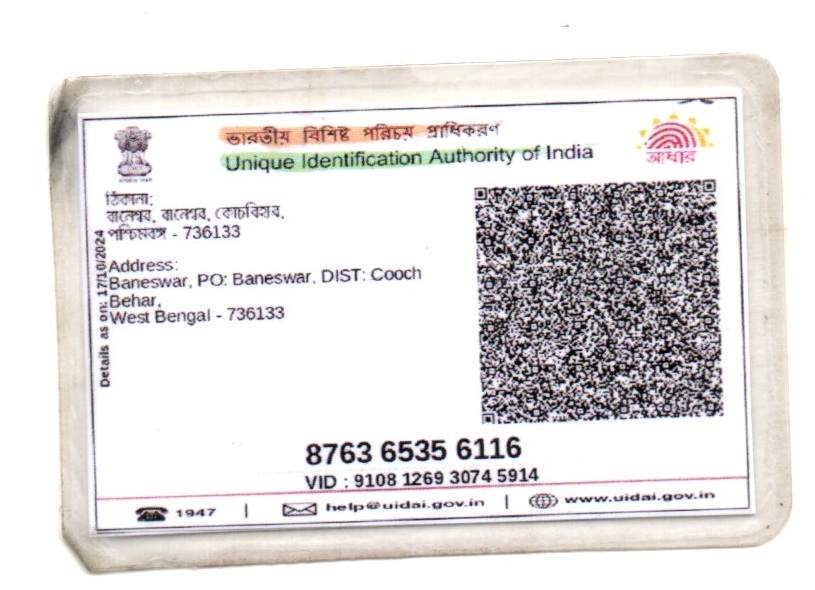 ভারতীয় বিশিষ্ট পরিচয় প্রাধিকরণ
Unique Identification Authority of India
আধার
ঠিকানা:
বানেশ্বর, বানেশ্বর, কোচবিহার,
পশ্চিমবঙ্গ - 736133
Address:
Baneswar, PO: Baneswar, DIST: Cooch
Behar,
West Bengal - 736133
Details as on: 17/10/2024
8763 6535 6116
VID : 9108 1269 3074 5914
1947 | help@uidai.gov.in | www.uidai.gov.in